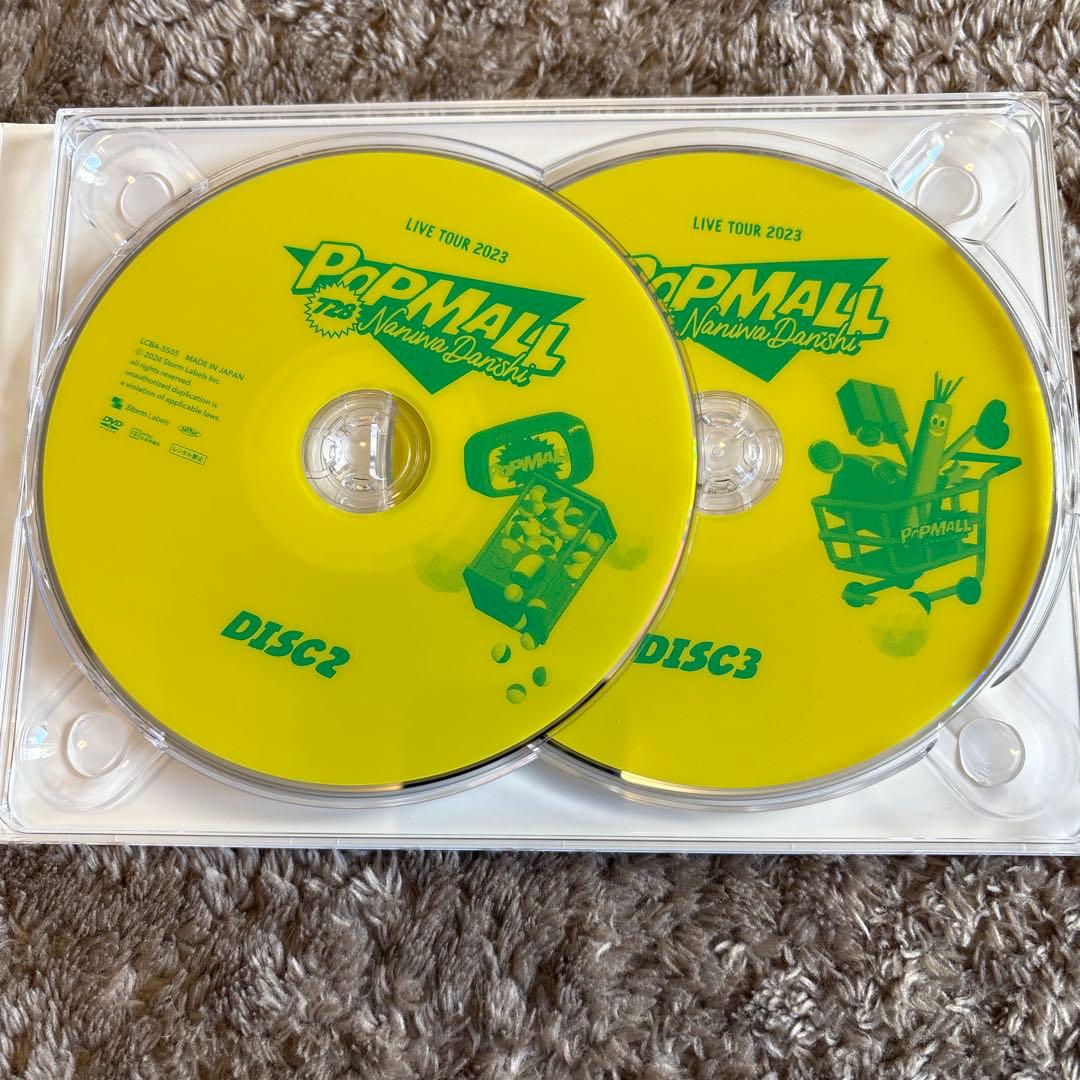 LIVE TOUR 2023
POPMALL
728
Naniwa Danshi
LCBA-5505 MADE IN JAPAN
© 2024 Storm Labels Inc.
all rights reserved.
unauthorized duplication is
a violation of applicable laws.
Storm Labels
DVD
VIDEO
レンタル禁止
POPMALL
DISC2
LIVE TOUR 2023
POPMALL
Naniwa Danshi
POPMALL
DISC3